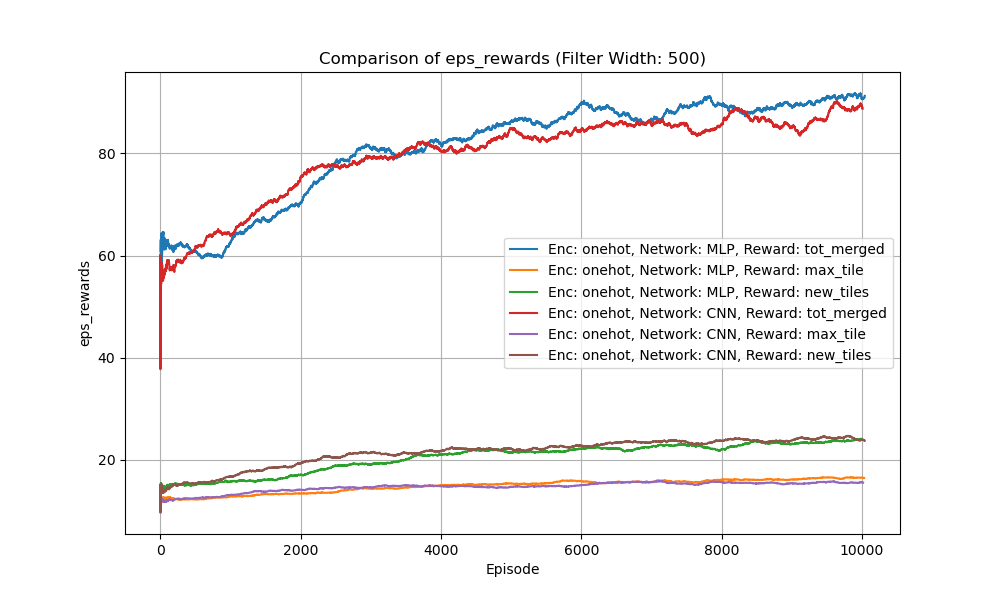 Comparison of eps_rewards (Filter Width: 500)
eps_rewards
80
60
40
20
Enc: onehot, Network: MLP, Reward: tot_merged
Enc: onehot, Network: MLP, Reward: max_tile
Enc: onehot, Network: MLP, Reward: new_tiles
Enc: onehot, Network: CNN, Reward: tot_merged
Enc: onehot, Network: CNN, Reward: max_tile
Enc: onehot, Network: CNN, Reward: new_tiles
0 2000 4000 6000 8000 10000
Episode